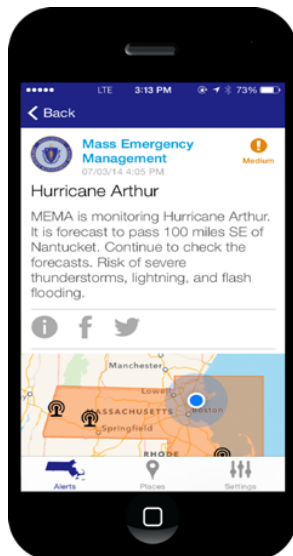 LTE 3:13 PM 73%
Back
Mass Emergency
Management
07/03/14 4:05 PM
Medium
Hurricane Arthur
MEMA is monitoring Hurricane Arthur.
It is forecast to pass 100 miles SE of
Nantucket. Continue to check the
forecasts. Risk of severe
thunderstorms, lightning, and flash
flooding.
Manchester
Lowell
MASSACHUSETTS Boston
Springfield
RHODE
Alerts Places Settings